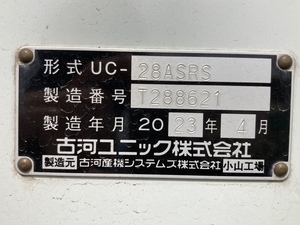 形式 UC- 28ASRS
製造番号 T288621
製造年月 2023年 4月
古河ユニック株式会社
製造元 古河産機システムズ株式会社 小山工場